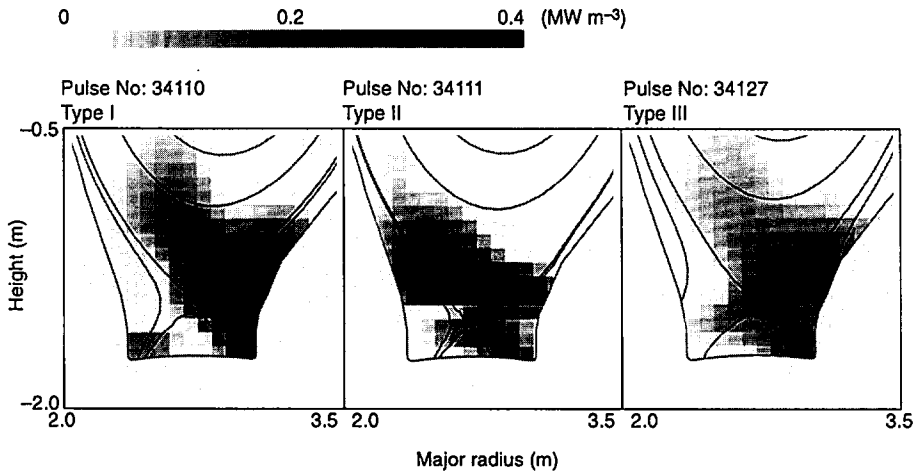 0 0.2 0.4 (MW m⁻³)
Pulse No: 34110 Pulse No: 34111 Pulse No: 34127
Type I Type II Type III
–0.5
Height (m)
–2.0
2.0 3.5 2.0 3.5 2.0 3.5
Major radius (m)